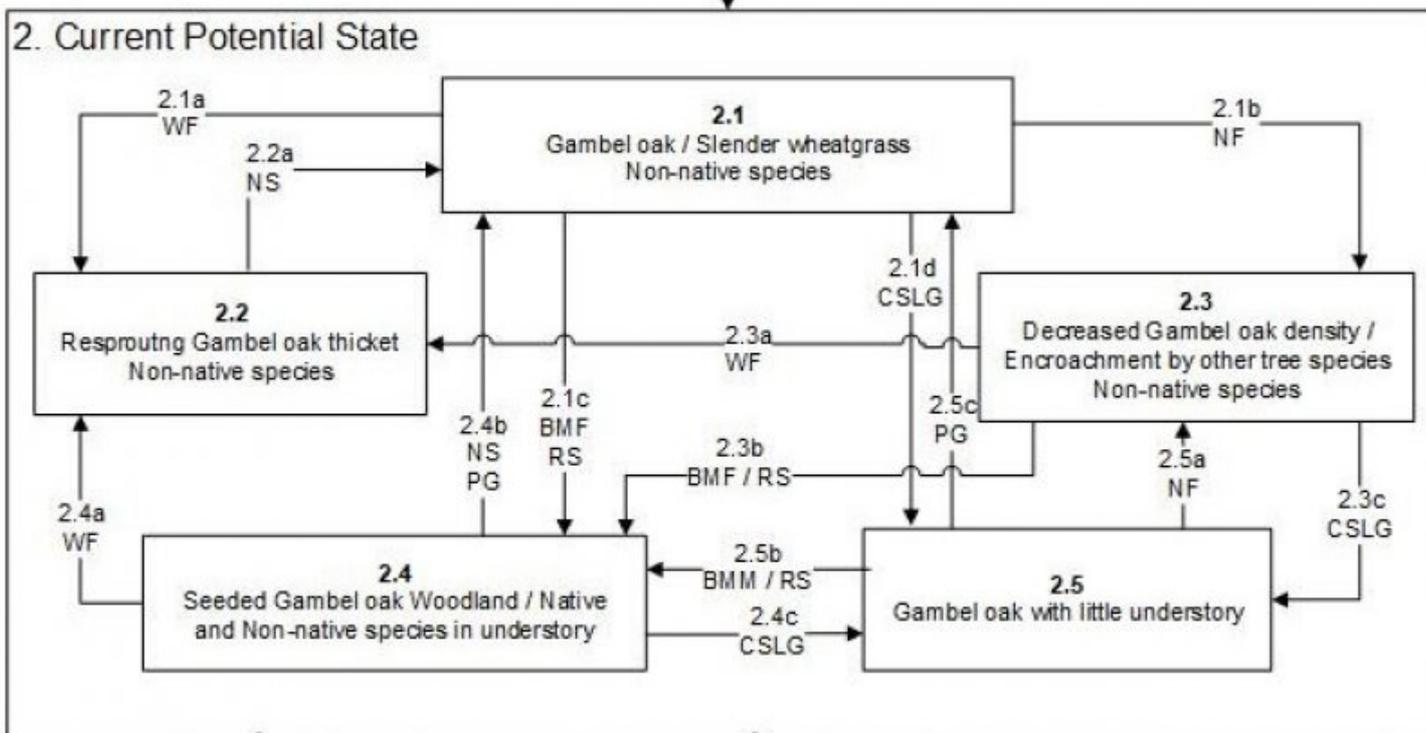 2. Current Potential State
2.1a
WF
2.2a
NS
2.1
Gambel oak / Slender wheatgrass
Non-native species
2.1b
NF
2.2
Resproutng Gambel oak thicket
Non-native species
2.1d
CSLG
2.3
Decreased Gambel oak density /
Encroachment by other tree species
Non-native species
2.3a
WF
2.4b
NS
PG
2.1c
BMF
RS
2.5c
PG
2.3b
BMF / RS
2.5a
NF
2.3c
CSLG
2.4a
WF
2.4
Seeded Gambel oak Woodland / Native
and Non-native species in understory
2.5b
BMM / RS
2.4c
CSLG
2.5
Gambel oak with little understory